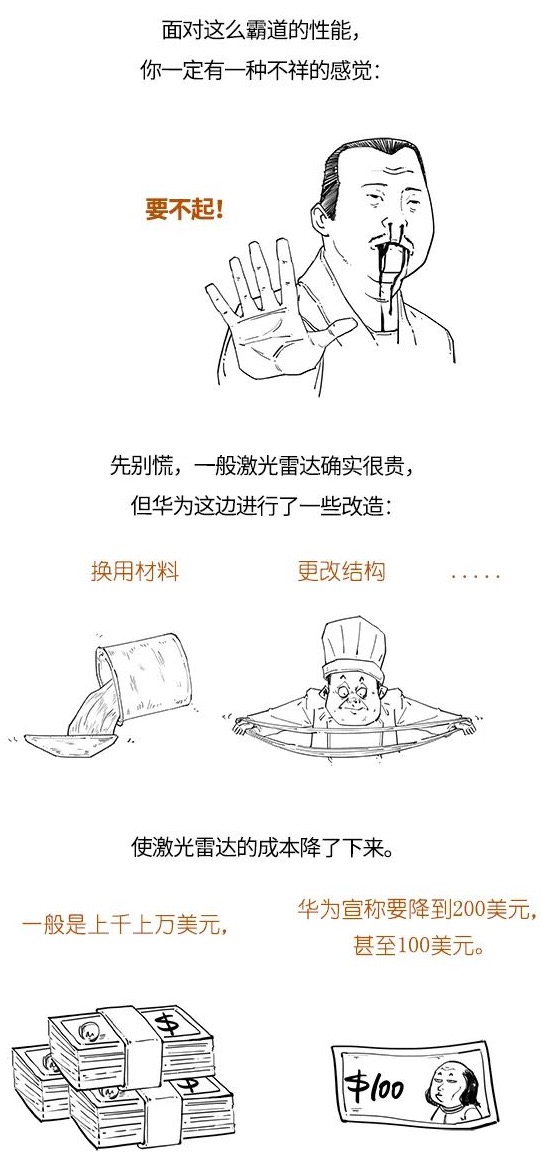 面对这么霸道的性能，
你一定有一种不祥的感觉：
要不起！
先别慌，一般激光雷达确实很贵，
但华为这边进行了一些改造：
换用材料
更改结构
.....
使激光雷达的成本降了下来。
一般是上千上万美元，
华为宣称要降到200美元，
甚至100美元。
$
$
$100